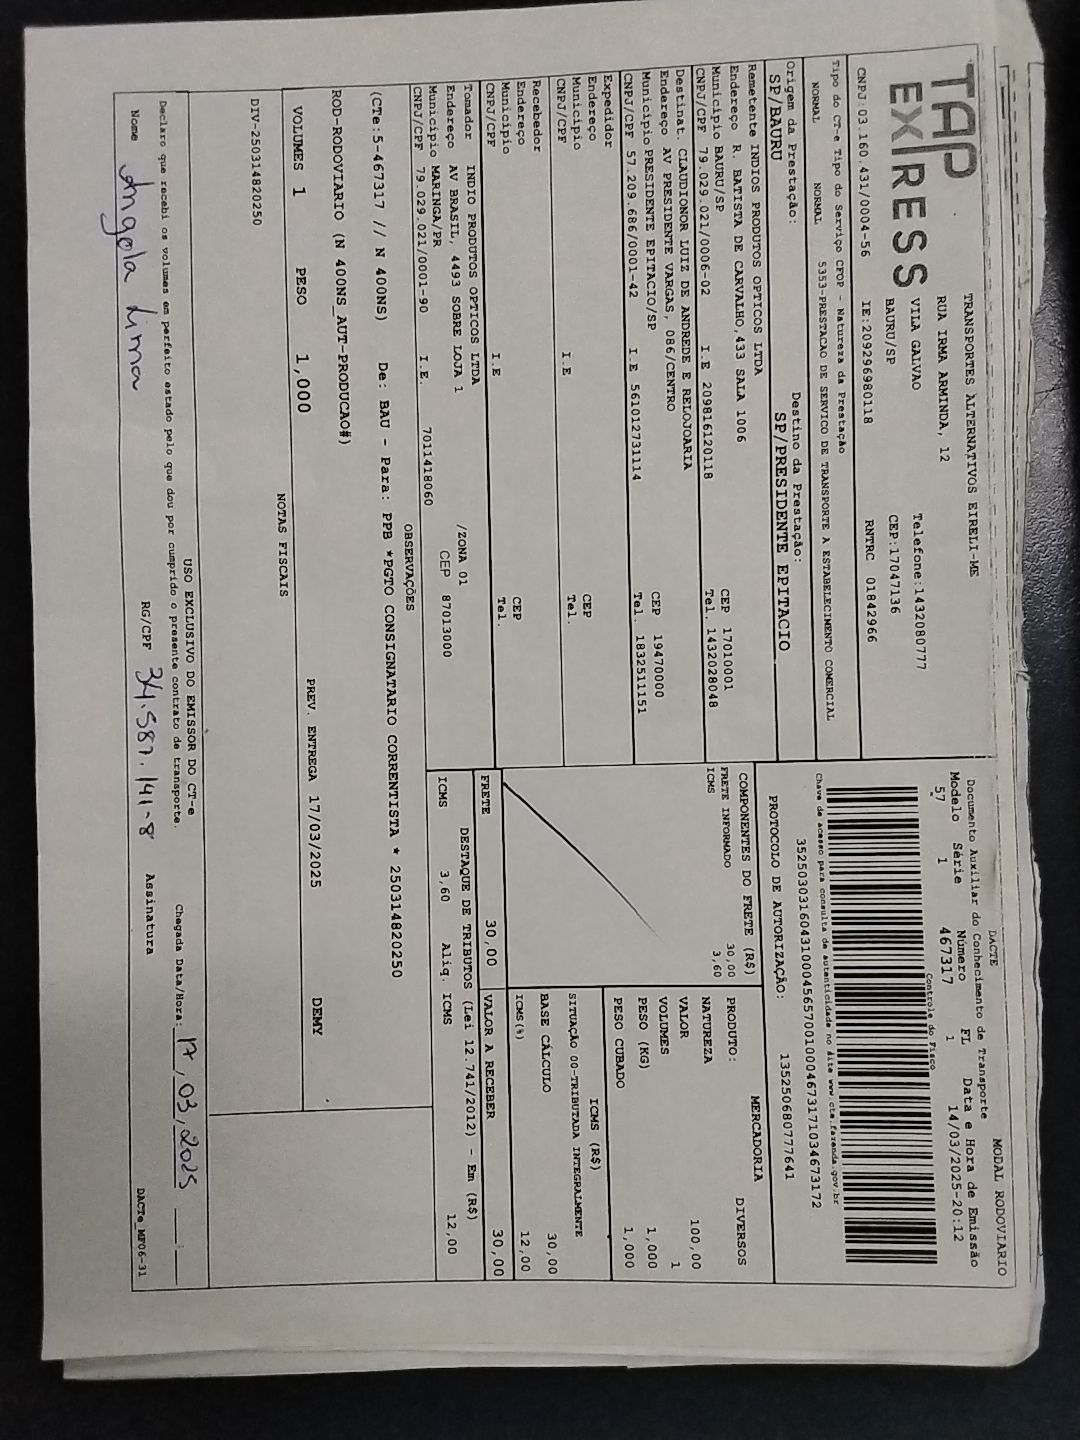 TAP
EXPRESS
TRANSPORTES ALTERNATIVOS EIRELI-ME
RUA IRMA ARMINDA, 12
VILA GALVAO Telefone:1432080777
BAURU/SP CEP:17047136
CNPJ:03.160.431/0004-56 IE:209296980118 RNTRC 01842966
DACTE MODAL RODOVIARIO
Documento Auxiliar do Conhecimento de Transporte
Modelo Série Número FL Data e Hora de Emissão
57 1 467317 1 14/03/2025-20:12
Controle do Fisco
Chave de acesso para consulta de autenticidade no site www.cte.fazenda.gov.br
35250303160431000456570010004673171034673172
PROTOCOLO DE AUTORIZAÇÃO: 135250680777641
Tipo do CT-e Tipo do Serviço CFOP - Natureza da Prestação
NORMAL NORMAL 5353-PRESTACAO DE SERVICO DE TRANSPORTE A ESTABELECIMENTO COMERCIAL
Origem da Prestação: Destino da Prestação:
SP/BAURU SP/PRESIDENTE EPITACIO
Remetente INDIOS PRODUTOS OPTICOS LTDA
Endereço R. BATISTA DE CARVALHO,433 SALA 1006
Município BAURU/SP CEP 17010001
CNPJ/CPF 79.029.021/0006-02 I.E 209816120118 Tel. 1432028048
Destinat. CLAUDIONOR LUIZ DE ANDREDE E RELOJOARIA
Endereço AV PRESIDENTE VARGAS, 086/CENTRO
Município PRESIDENTE EPITACIO/SP CEP 19470000
CNPJ/CPF 57.209.686/0001-42 I.E 561012731114 Tel. 1832511151
Expedidor
Endereço
Município CEP
CNPJ/CPF I.E Tel.
Recebedor
Endereço
Município CEP
CNPJ/CPF I.E Tel.
Tomador INDIO PRODUTOS OPTICOS LTDA
Endereço AV BRASIL, 4493 SOBRE LOJA 1 /ZONA 01
Município MARINGA/PR CEP 87013000
CNPJ/CPF 79.029.021/0001-90 I.E. 7011418060
COMPONENTES DO FRETE (R$)
FRETE INFORMADO 30,00
ICMS 3,60
PRODUTO: MERCADORIA
NATUREZA DIVERSOS
VALOR 100,00
VOLUMES 1
PESO (KG) 1,000
PESO CUBADO 1,000
ICMS (R$)
SITUAÇÃO 00-TRIBUTADA INTEGRALMENTE
BASE CÁLCULO 30,00
ICMS(%) 12,00
FRETE 30,00 VALOR A RECEBER 30,00
DESTAQUE DE TRIBUTOS (Lei 12.741/2012) - Em (R$)
ICMS 3,60 Aliq. ICMS 12,00
OBSERVAÇÕES
(CTe:5-467317 // N 400NS) De: BAU - Para: PPB *PGTO CONSIGNATARIO CORRENTISTA * 250314820250
ROD-RODOVIARIO (N 400NS_AUT-PRODUCAO#)
VOLUMES 1 PESO 1,000 PREV. ENTREGA 17/03/2025 DEMY
NOTAS FISCAIS
DIV-250314820250
USO EXCLUSIVO DO EMISSOR DO CT-e
Declaro que recebi os volumes em perfeito estado pelo que dou por cumprido o presente contrato de transporte. Chegada Data/Hora: 17/03/2025 __:__
Nome Angela Lima RG/CPF 34.587.141-8 Assinatura
DACTe_MF06-31